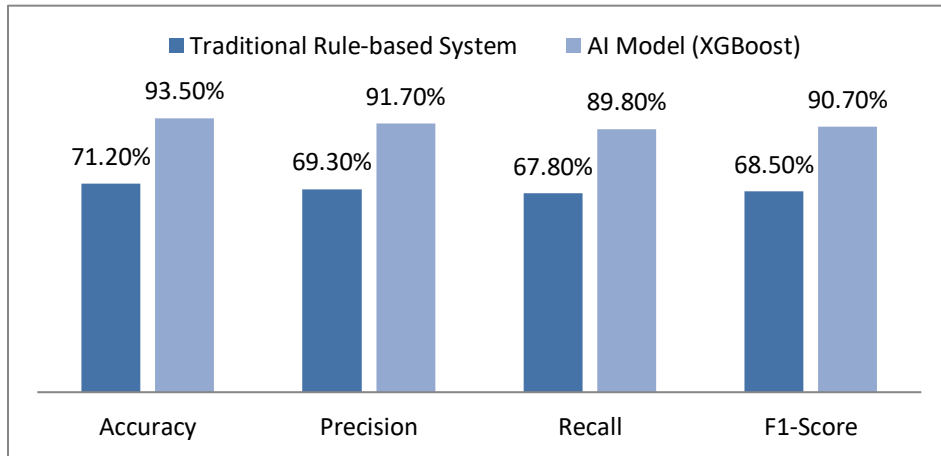 Traditional Rule-based System AI Model (XGBoost)
93.50% 91.70% 89.80% 90.70%
71.20% 69.30% 67.80% 68.50%
Accuracy Precision Recall F1-Score